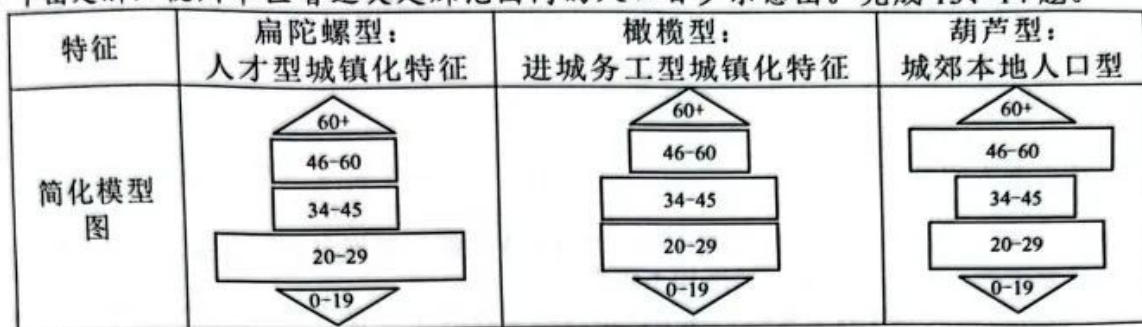 完成
题。
特征
扁陀螺型：
人才型城镇化特征
橄榄型：
进城务工型城镇化特征
葫芦型：
城郊本地人口型
简化模型
图
60+
46-60
34-45
20-29
0-19
60+
46-60
34-45
20-29
0-19
60+
46-60
34-45
20-29
0-19